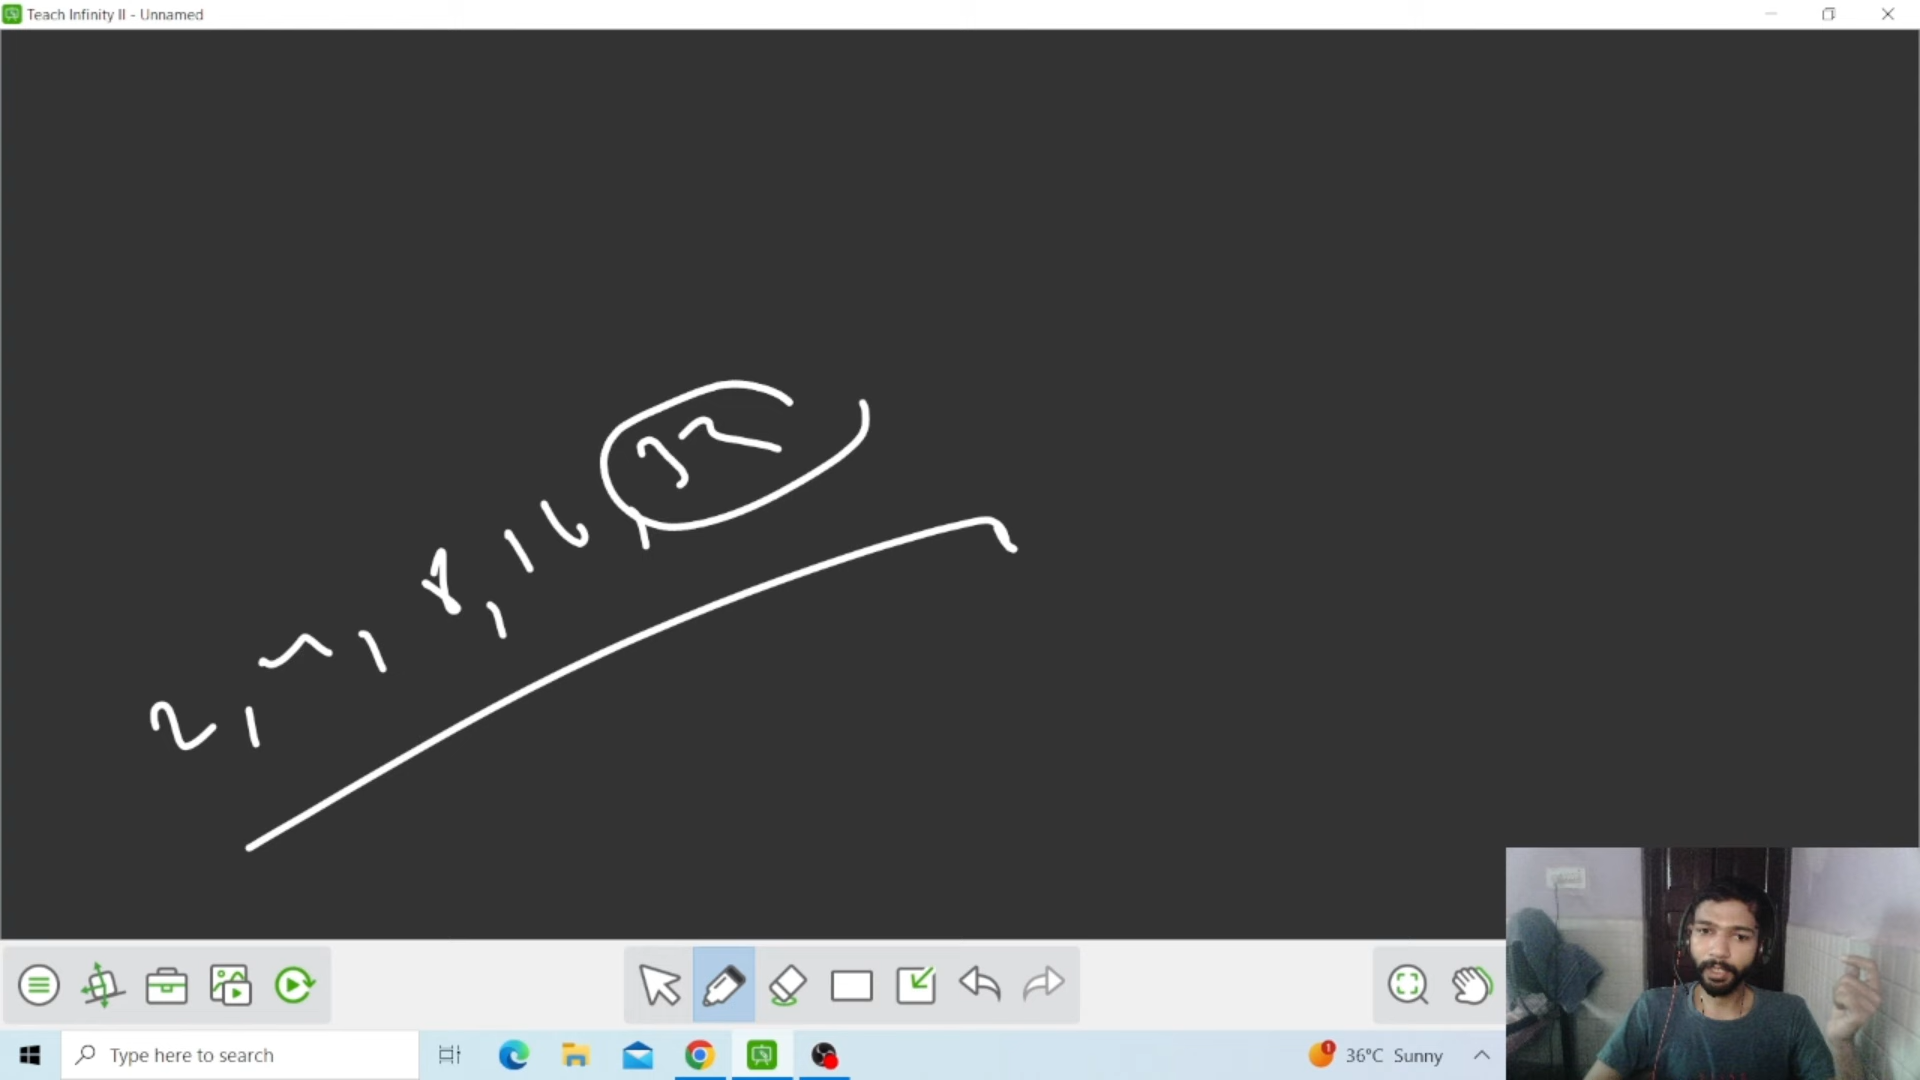 Teach Infinity II - Unnamed
2, 4, 8, 16, 32
Type here to search
36°C Sunny